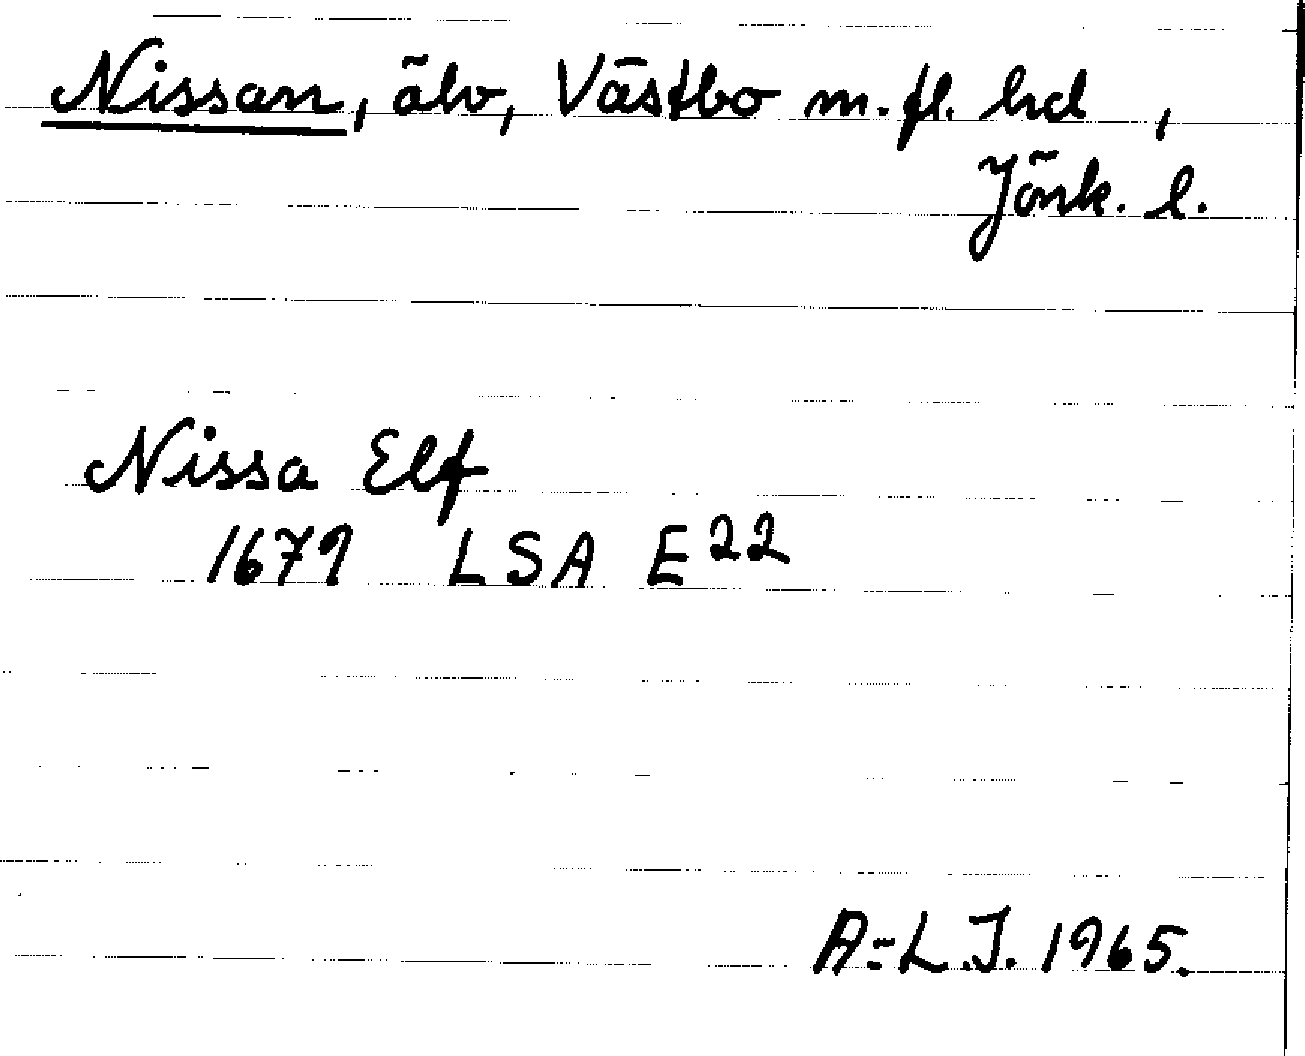 Nissan, älv, Västbo m.fl. hd ,
Jönk. l.
Nissa Elf
1679 LSA E22
A-L.J. 1965.